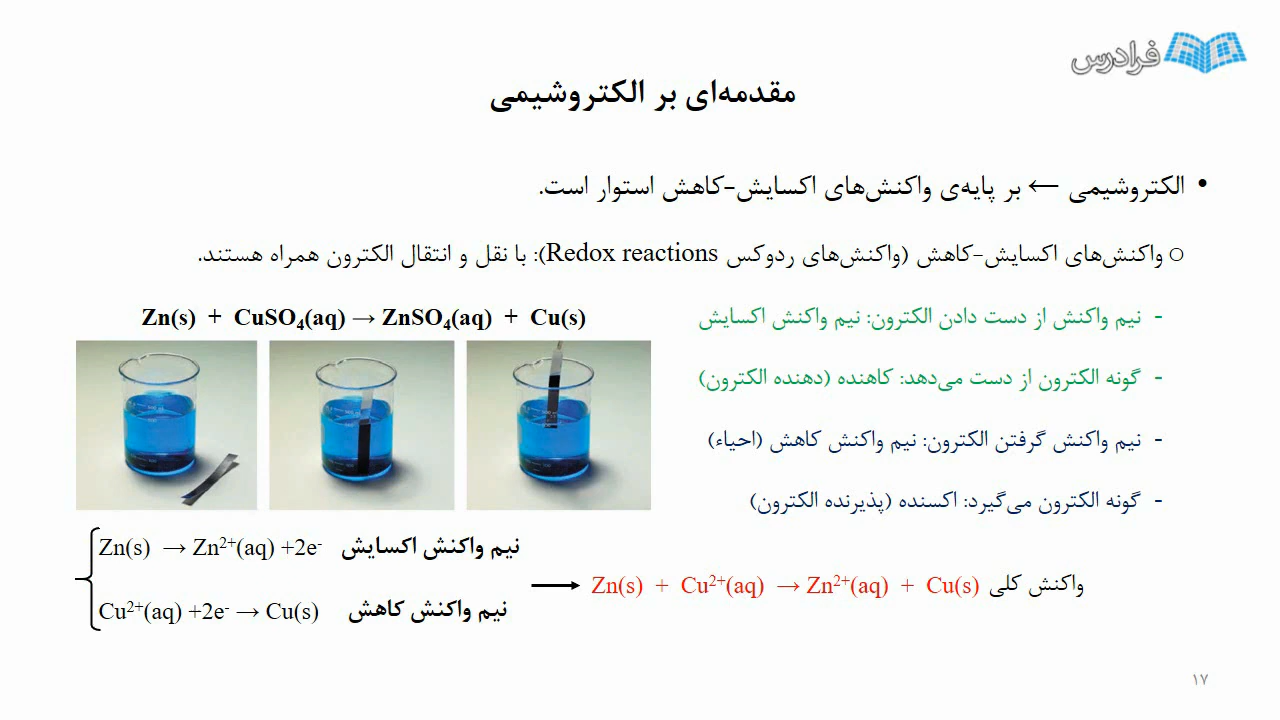 فرادرس
مقدمه‌ای بر الکتروشیمی
• الکتروشیمی ← بر پایه‌ی واکنش‌های اکسایش-کاهش استوار است.
○ واکنش‌های اکسایش-کاهش (واکنش‌های ردوکس Redox reactions): با نقل و انتقال الکترون همراه هستند.
- نیم واکنش از دست دادن الکترون: نیم واکنش اکسایش
- گونه الکترون از دست می‌دهد: کاهنده (دهنده الکترون)
- نیم واکنش گرفتن الکترون: نیم واکنش کاهش (احیاء)
- گونه الکترون می‌گیرد: اکسنده (پذیرنده الکترون)
Zn(s) + CuSO₄(aq) → ZnSO₄(aq) + Cu(s)
Zn(s) → Zn²⁺(aq) +2e⁻ نیم واکنش اکسایش
Cu²⁺(aq) +2e⁻ → Cu(s) نیم واکنش کاهش
واکنش کلی Zn(s) + Cu²⁺(aq) → Zn²⁺(aq) + Cu(s)
۱۷